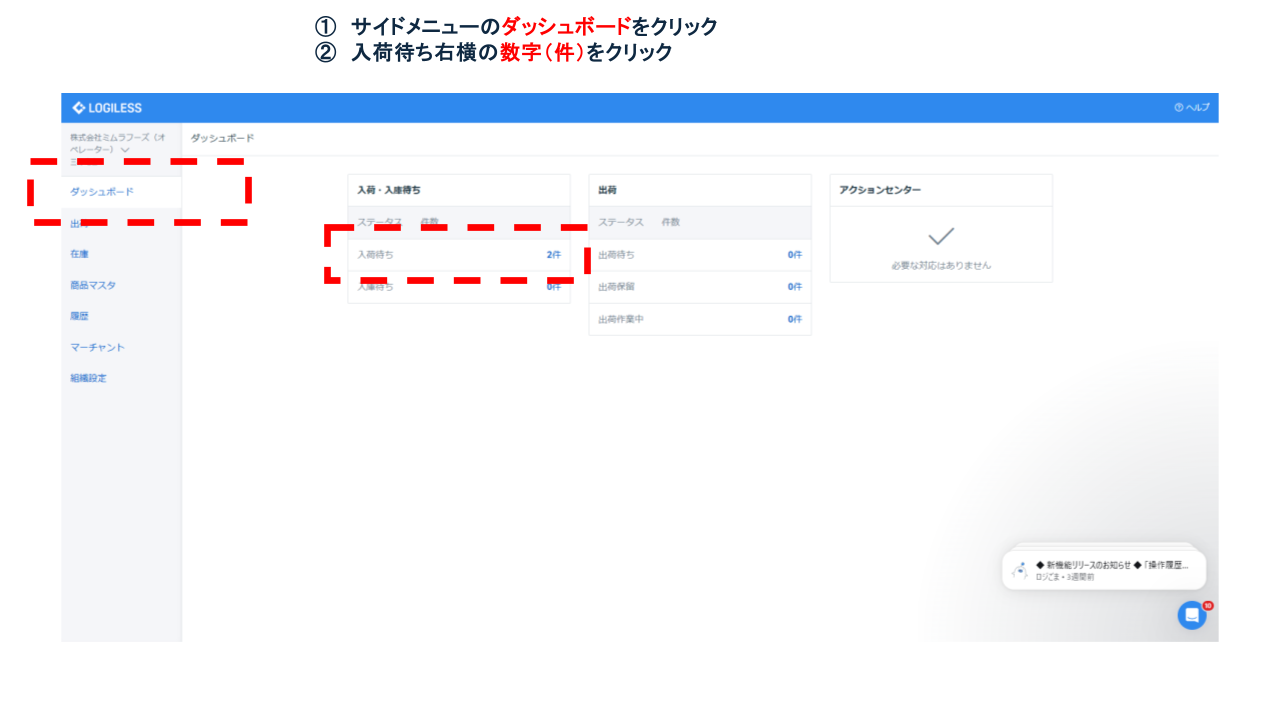 ① サイドメニューのダッシュボードをクリック
② 入荷待ち右横の数字(件)をクリック
LOGILESS
ヘルプ
株式会社ミムラフーズ（オペレーター）
ダッシュボード
ダッシュボード
在庫
商品マスタ
履歴
マーチャント
組織設定
入荷・入庫待ち
ステータス 件数
入荷待ち 2件
入庫待ち 0件
出荷
ステータス 件数
出荷待ち 0件
出荷保留 0件
出荷作業中 0件
アクションセンター
必要な対応はありません
◆ 新機能リリースのお知らせ ◆「操作履歴...
ロジごま・3週間前
10